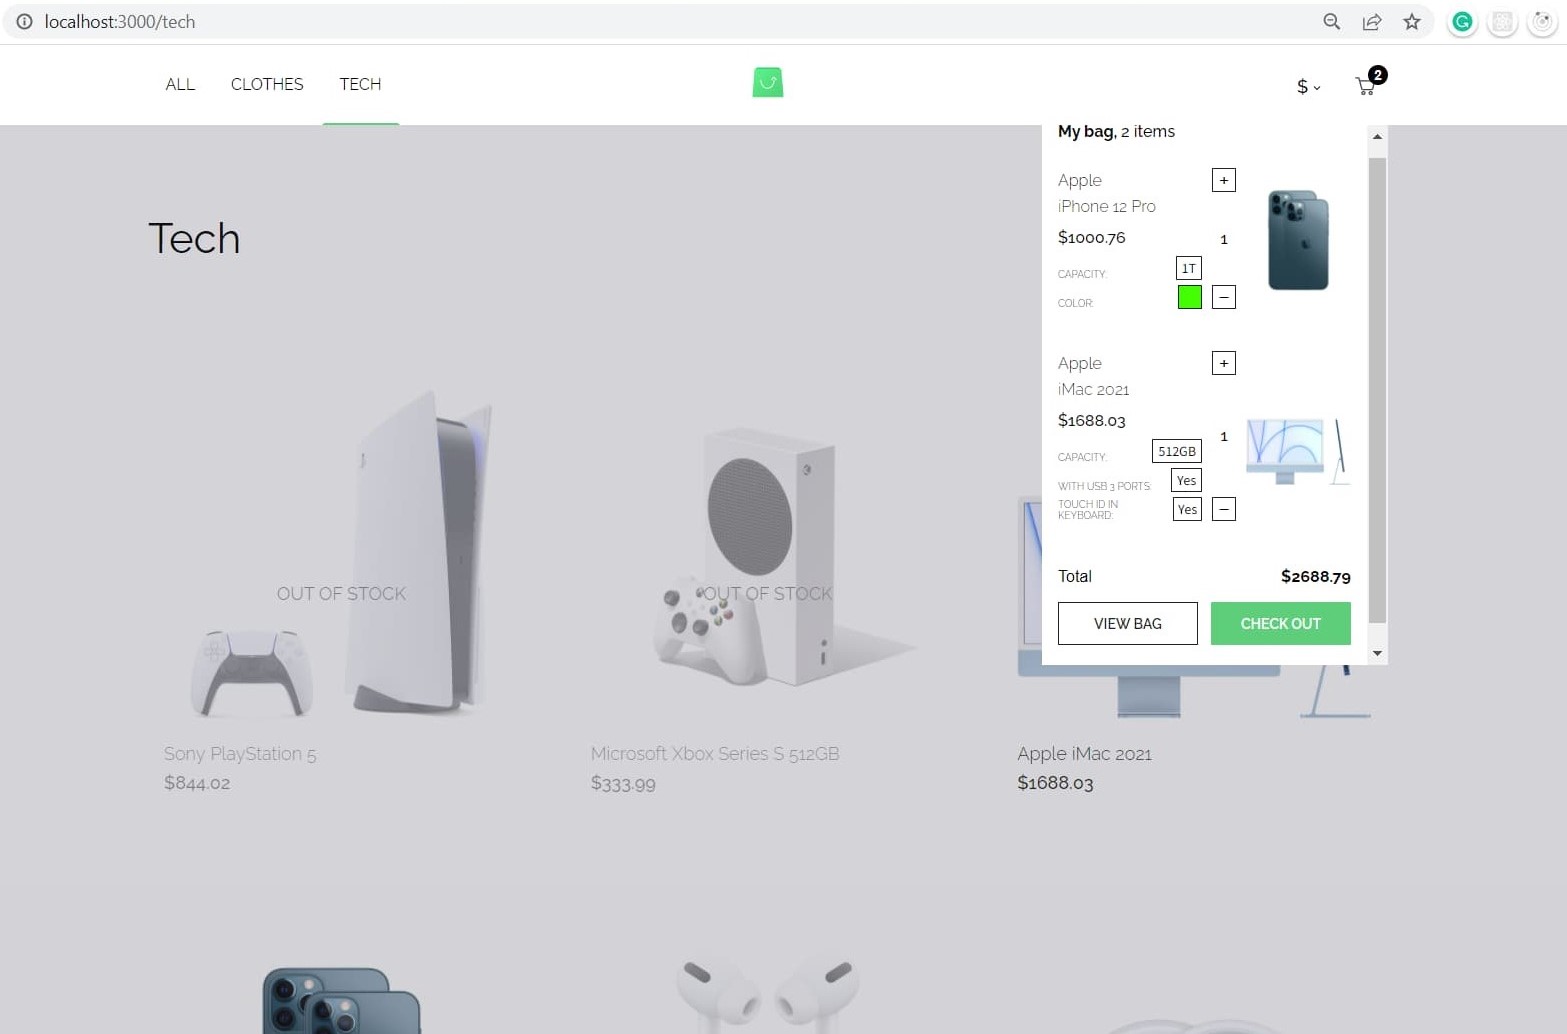 localhost:3000/tech
ALL CLOTHES TECH
$ 2
My bag, 2 items
Apple
iPhone 12 Pro
+
$1000.76
1
CAPACITY: 1T
COLOR: −
Apple
iMac 2021
+
$1688.03
1
CAPACITY: 512GB
WITH USB 3 PORTS Yes
TOUCH ID IN
KEYBOARD: Yes −
Total $2688.79
VIEW BAG CHECK OUT
Tech
OUT OF STOCK
OUT OF STOCK
Sony PlayStation 5
$844.02
Microsoft Xbox Series S 512GB
$333.99
Apple iMac 2021
$1688.03